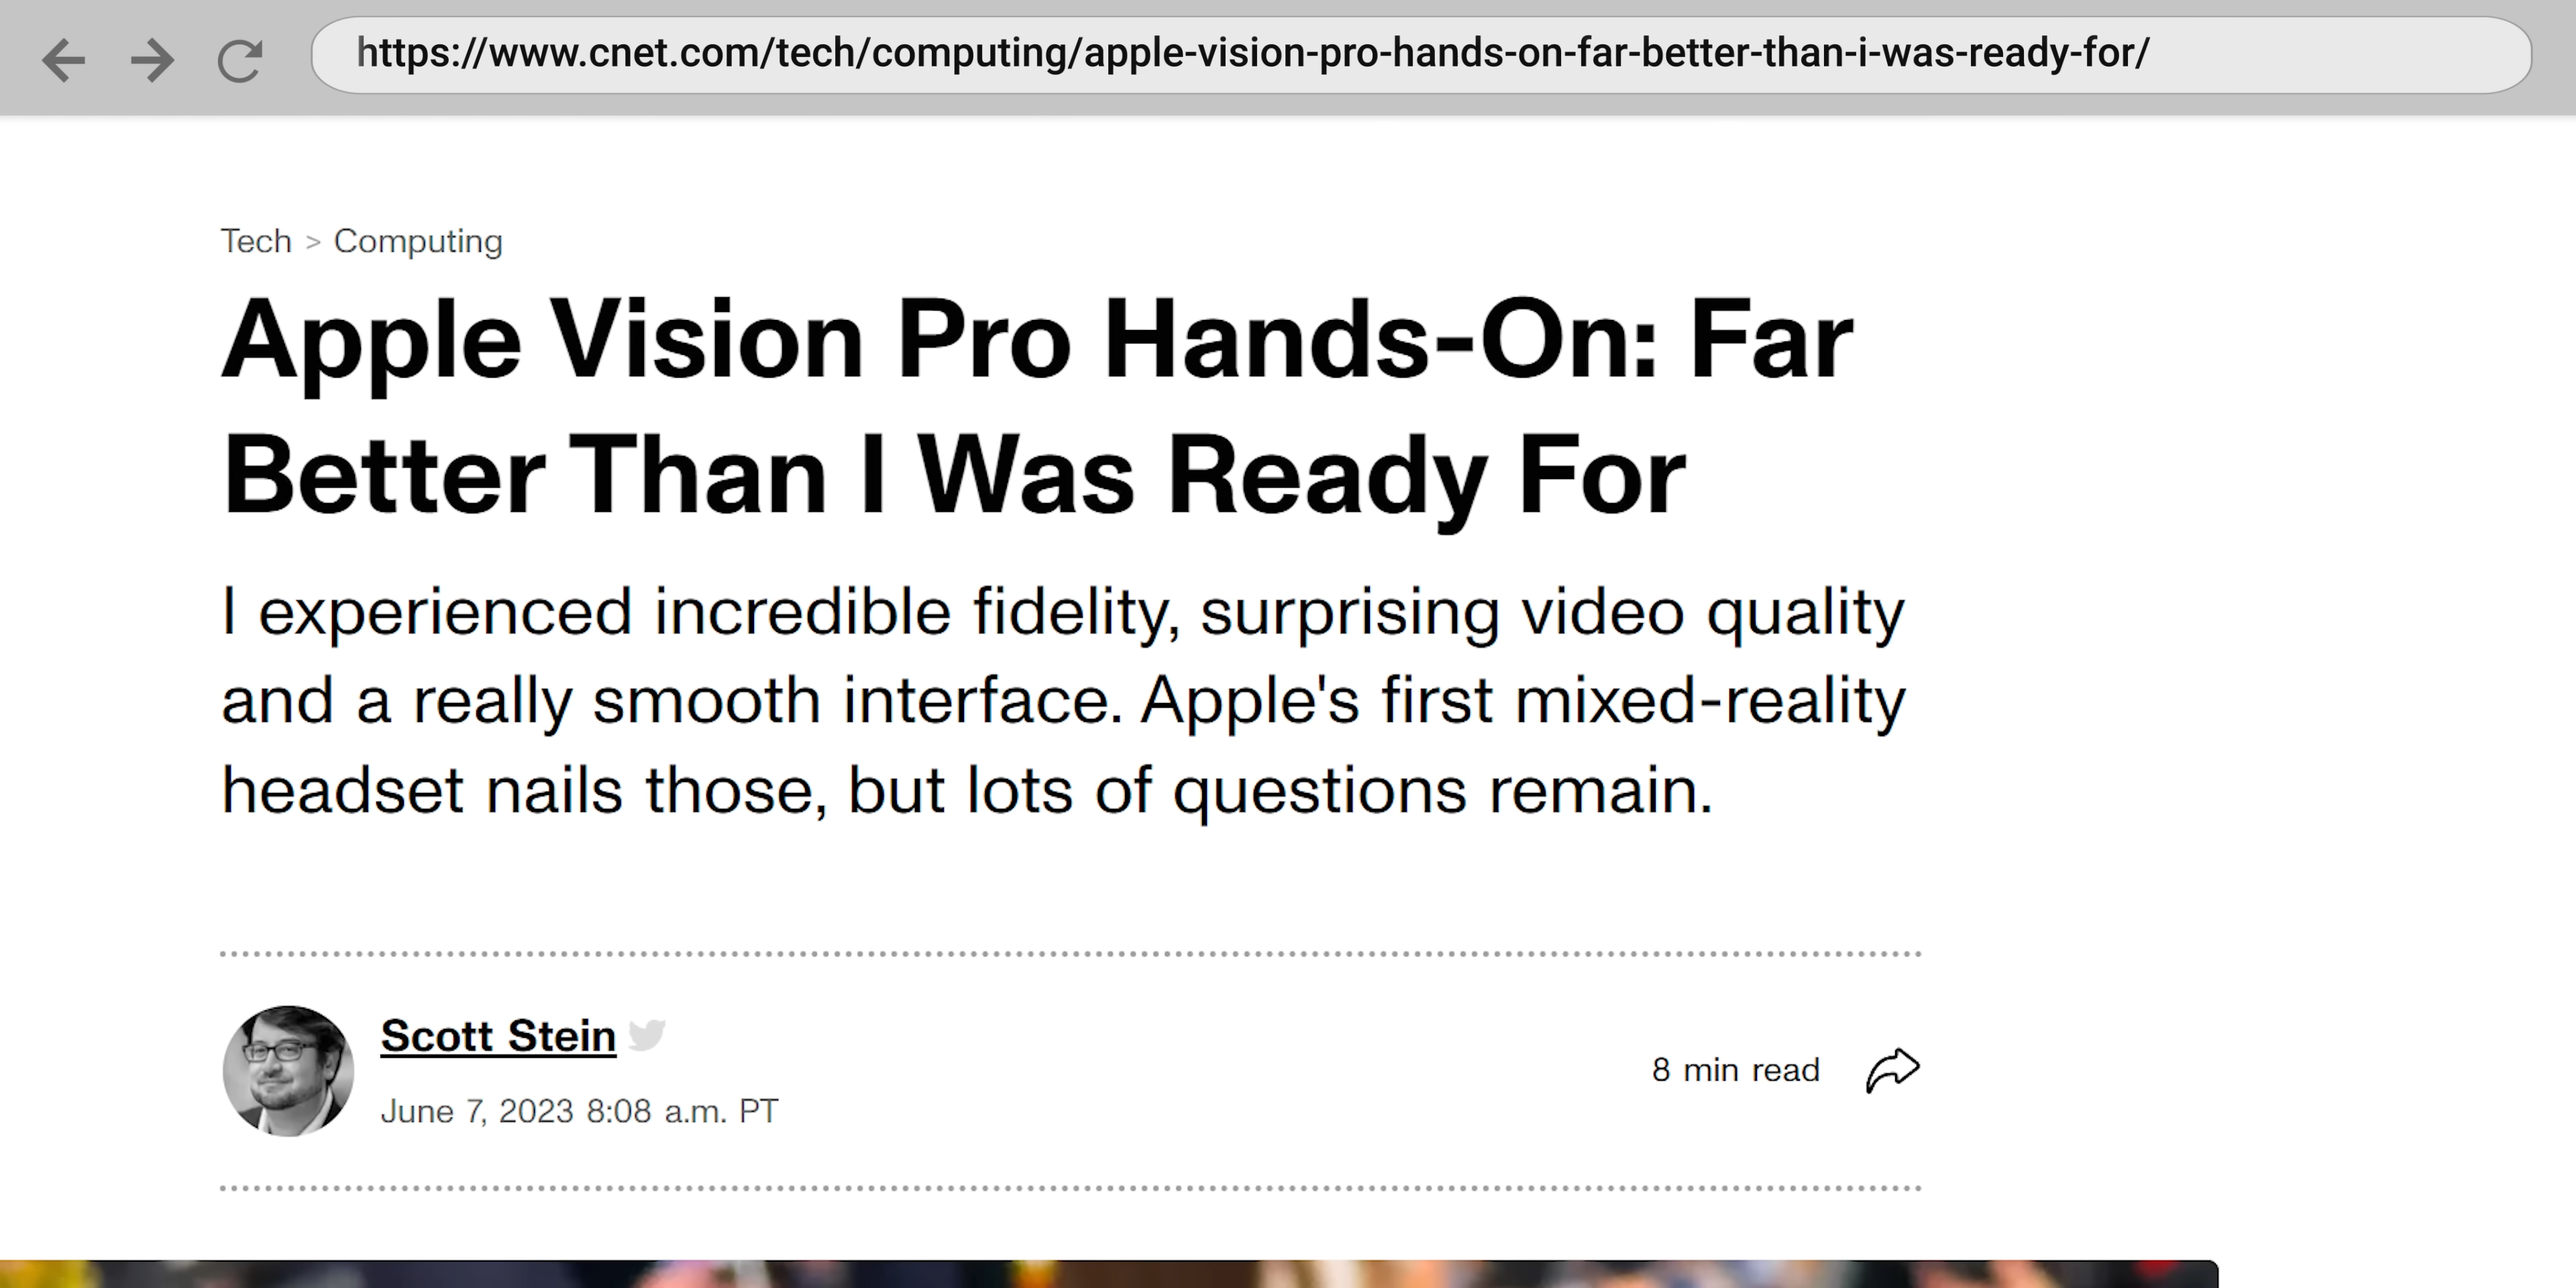 https://www.cnet.com/tech/computing/apple-vision-pro-hands-on-far-better-than-i-was-ready-for/
Tech > Computing
Apple Vision Pro Hands-On: Far
Better Than I Was Ready For
I experienced incredible fidelity, surprising video quality
and a really smooth interface. Apple's first mixed-reality
headset nails those, but lots of questions remain.
Scott Stein
June 7, 2023 8:08 a.m. PT
8 min read